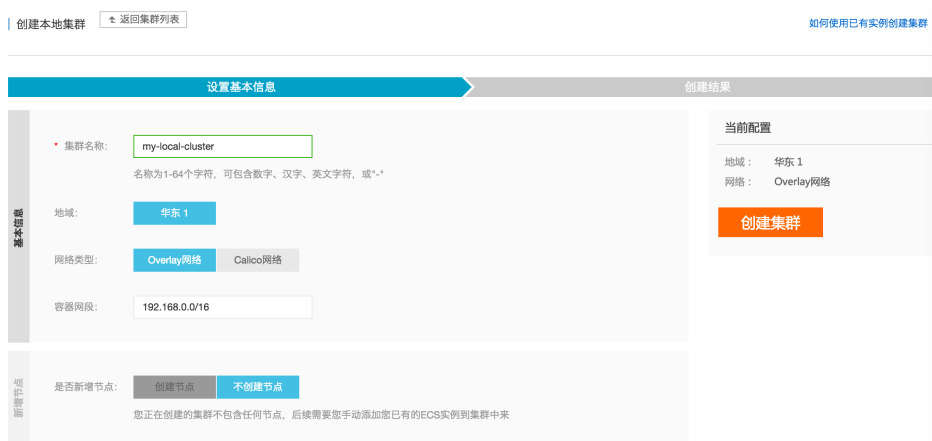 创建本地集群
返回集群列表
如何使用已有实例创建集群
设置基本信息
创建结果
基本信息
* 集群名称:
my-local-cluster
名称为1-64个字符，可包含数字、汉字、英文字符，或"-"
地域:
华东 1
网络类型:
Overlay网络
Calico网络
容器网段:
192.168.0.0/16
当前配置
地域： 华东 1
网络： Overlay网络
创建集群
新增节点
是否新增节点:
创建节点
不创建节点
您正在创建的集群不包含任何节点，后续需要您手动添加您已有的ECS实例到集群中来